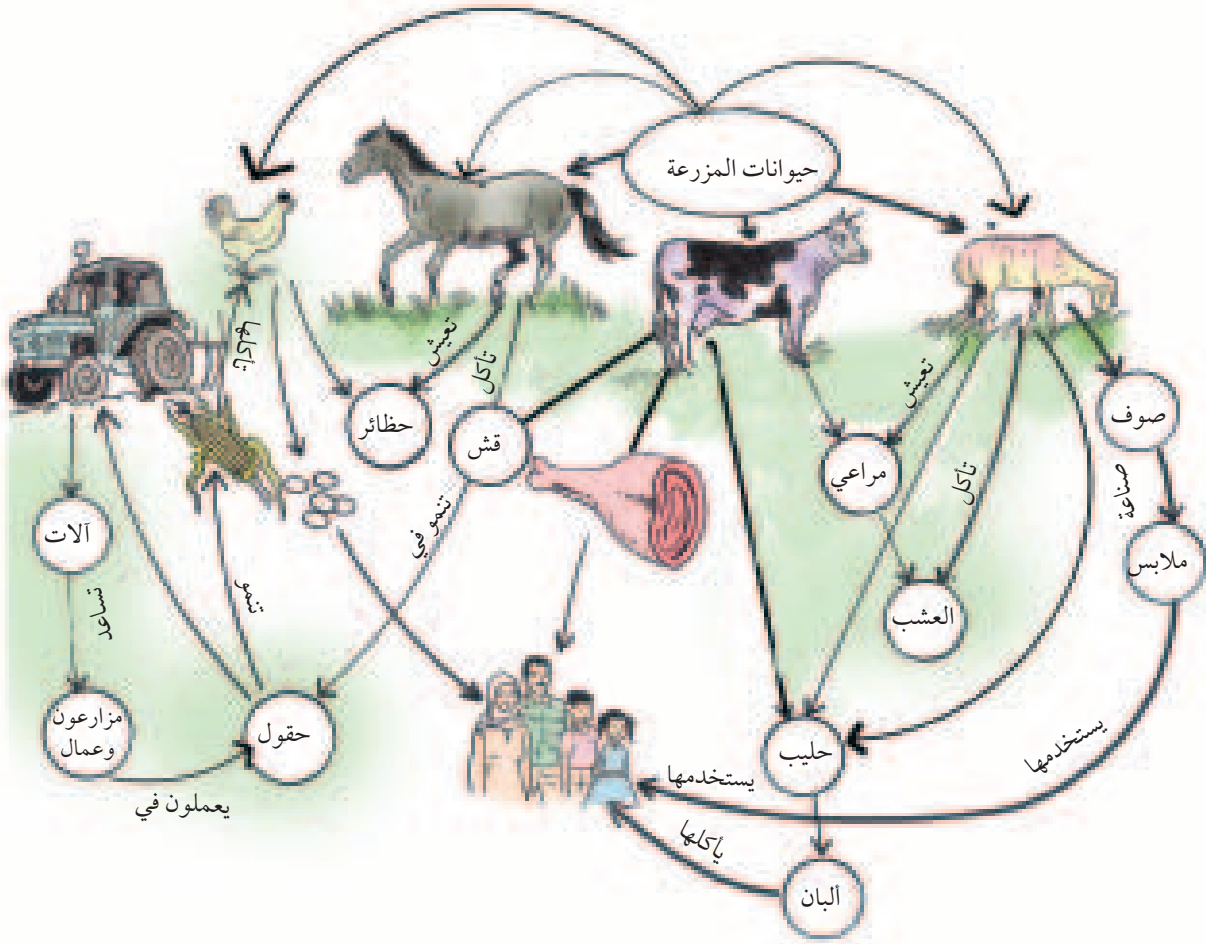 حيوانات المزرعة
تأكلها
تعيش
تأكل
تعيش
صوف
حظائر
قش
مراعي
تأكل
صناعة
آلات
تنمو في
ملابس
تساعد
تنمو
العشب
مزارعون
وعمال
حقول
حليب
يستخدمها
يستخدمها
يعملون في
يأكلها
ألبان